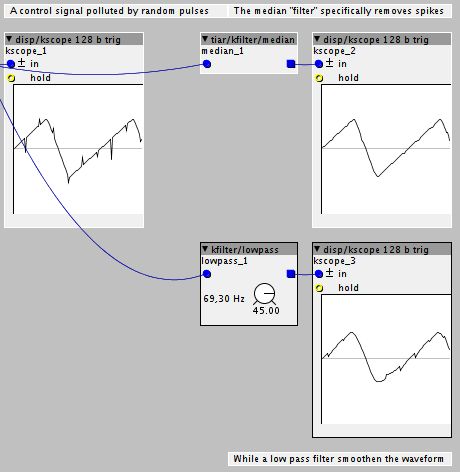 A control signal polluted by random pulses
The median "filter" specifically removes spikes
disp/kscope 128 b trig
kscope_1
± in
hold
tiar/kfilter/median
median_1
disp/kscope 128 b trig
kscope_2
± in
hold
kfilter/lowpass
lowpass_1
69,30 Hz
45.00
disp/kscope 128 b trig
kscope_3
± in
hold
While a low pass filter smoothen the waveform